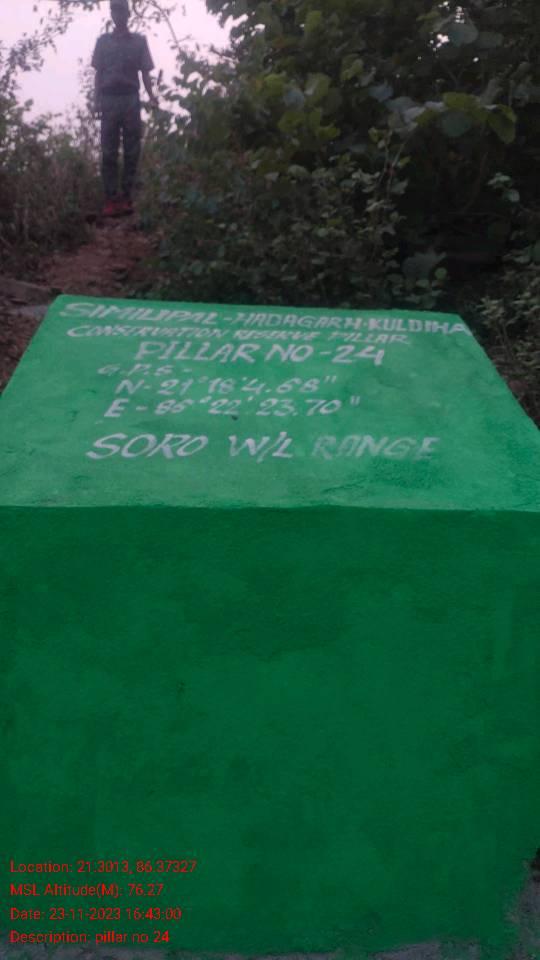 SIMILIPAL-HADAGARH-KULDIHA
CONSERVATION RESERVE PILLAR
PILLAR NO-24
G.P.S-
N-21°18'4.68"
E-86°22'23.70"
SORO W/L RANGE
Location: 21.3013, 86.37327
MSL Altitude(M): 76.27
Date: 23-11-2023 16:43:00
Description: pillar no 24